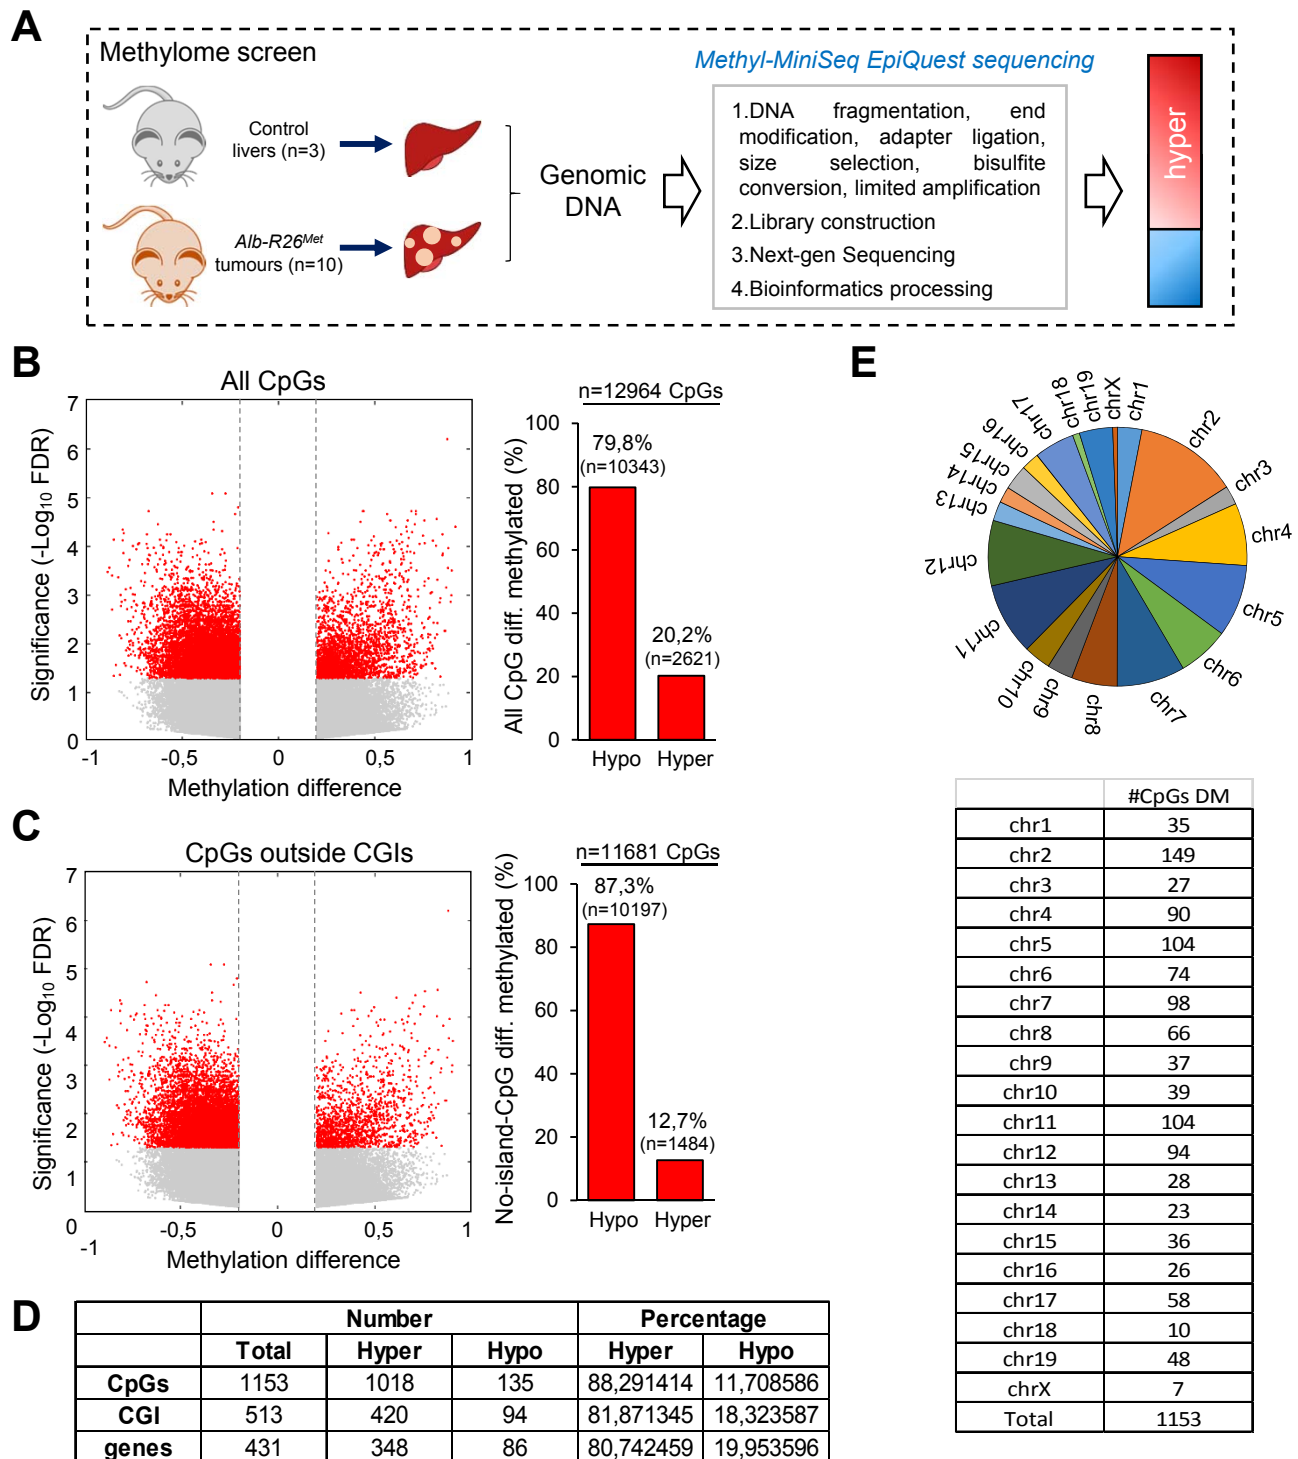 A
Methylome screen
Control
livers (n=3)
Alb-R26Met
tumours (n=10)
Genomic
DNA
Methyl-MiniSeq EpiQuest sequencing
1.DNA fragmentation, end
modification, adapter ligation,
size selection, bisulfite
conversion, limited amplification
2.Library construction
3.Next-gen Sequencing
4.Bioinformatics processing
hyper
B
All CpGs
Significance (-Log10 FDR)
7
6
5
4
3
2
1
0
-1
-0,5
0
0,5
1
Methylation difference
n=12964 CpGs
All CpG diff. methylated (%)
100
80
60
40
20
0
79,8%
(n=10343)
20,2%
(n=2621)
Hypo
Hyper
C
CpGs outside CGIs
Significance (-Log10 FDR)
7
6
5
4
3
2
1
0
-1
-0,5
0
0,5
1
Methylation difference
n=11681 CpGs
No-island-CpG diff. methylated (%)
100
80
60
40
20
0
87,3%
(n=10197)
12,7%
(n=1484)
Hypo
Hyper
D
Number Percentage
Total Hyper Hypo Hyper Hypo
CpGs 1153 1018 135 88,291414 11,708586
CGI 513 420 94 81,871345 18,323587
genes 431 348 86 80,742459 19,953596
E
chr1
chr2
chr3
chr4
chr5
chr6
chr7
chr8
chr9
chr10
chr11
chr12
chr13
chr14
chr15
chr16
chr17
chr18
chr19
chrX
#CpGs DM
chr1 35
chr2 149
chr3 27
chr4 90
chr5 104
chr6 74
chr7 98
chr8 66
chr9 37
chr10 39
chr11 104
chr12 94
chr13 28
chr14 23
chr15 36
chr16 26
chr17 58
chr18 10
chr19 48
chrX 7
Total 1153